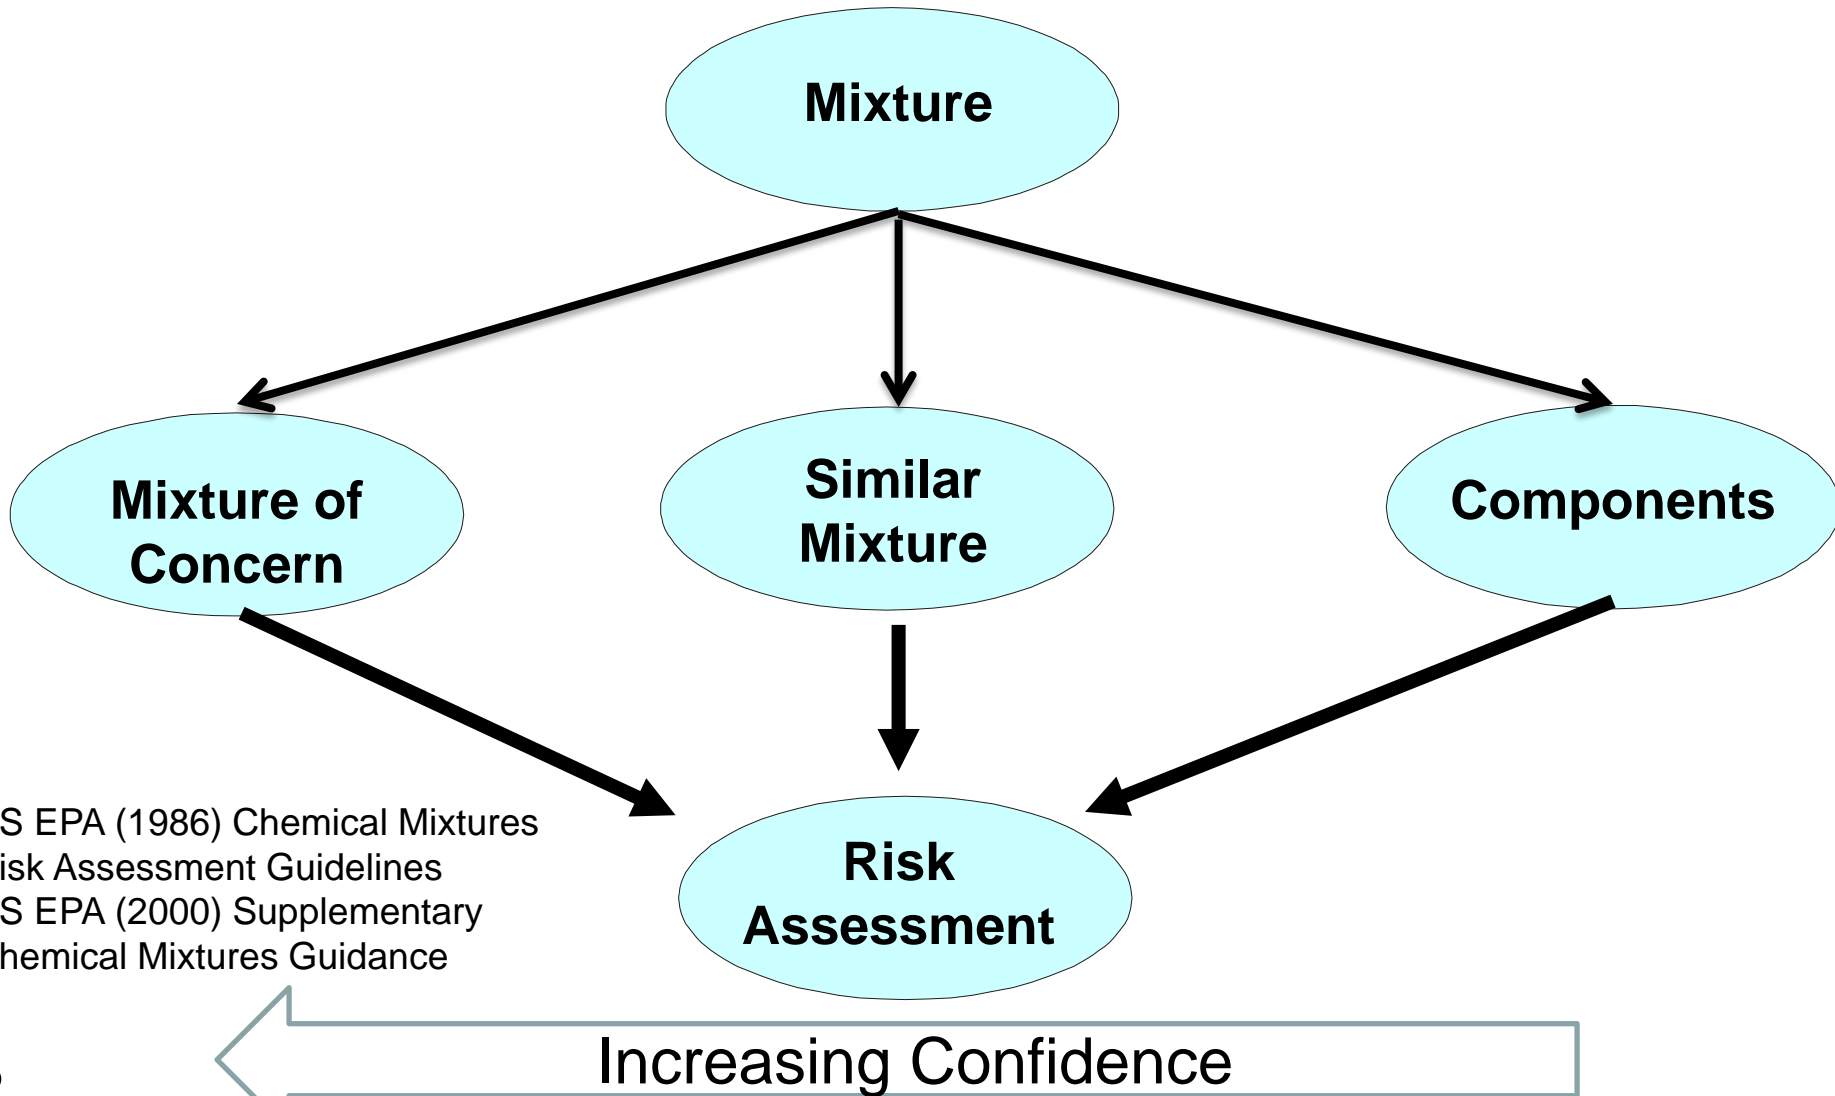 Mixture
Mixture of
Concern
Similar
Mixture
Components
S EPA (1986) Chemical Mixtures
isk Assessment Guidelines
S EPA (2000) Supplementary
hemical Mixtures Guidance
Risk
Assessment
Increasing Confidence